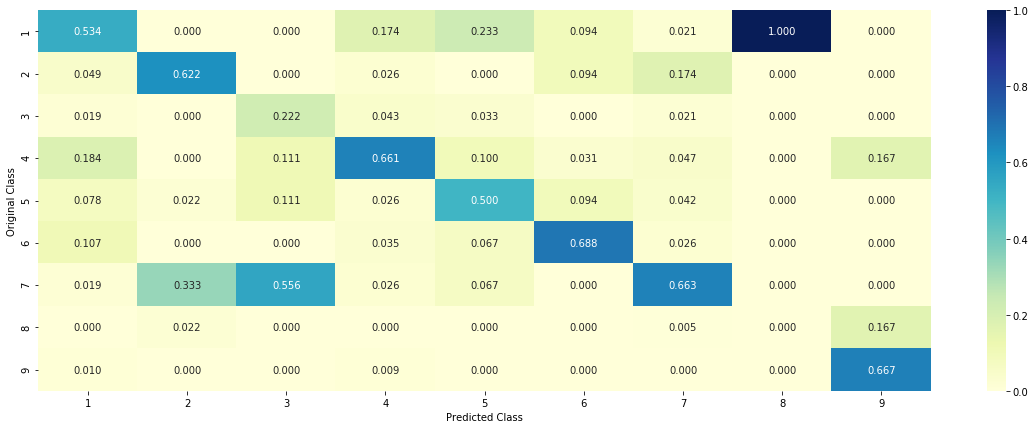 1.0
1 0.534 0.000 0.000 0.174 0.233 0.094 0.021 1.000 0.000
2 0.049 0.622 0.000 0.026 0.000 0.094 0.174 0.000 0.000
0.8
3 0.019 0.000 0.222 0.043 0.033 0.000 0.021 0.000 0.000
4 0.184 0.000 0.111 0.661 0.100 0.031 0.047 0.000 0.167
0.6
Original Class
5 0.078 0.022 0.111 0.026 0.500 0.094 0.042 0.000 0.000
6 0.107 0.000 0.000 0.035 0.067 0.688 0.026 0.000 0.000
0.4
7 0.019 0.333 0.556 0.026 0.067 0.000 0.663 0.000 0.000
8 0.000 0.022 0.000 0.000 0.000 0.000 0.005 0.000 0.167
0.2
9 0.010 0.000 0.000 0.009 0.000 0.000 0.000 0.000 0.667
0.0
1 2 3 4 5 6 7 8 9
Predicted Class